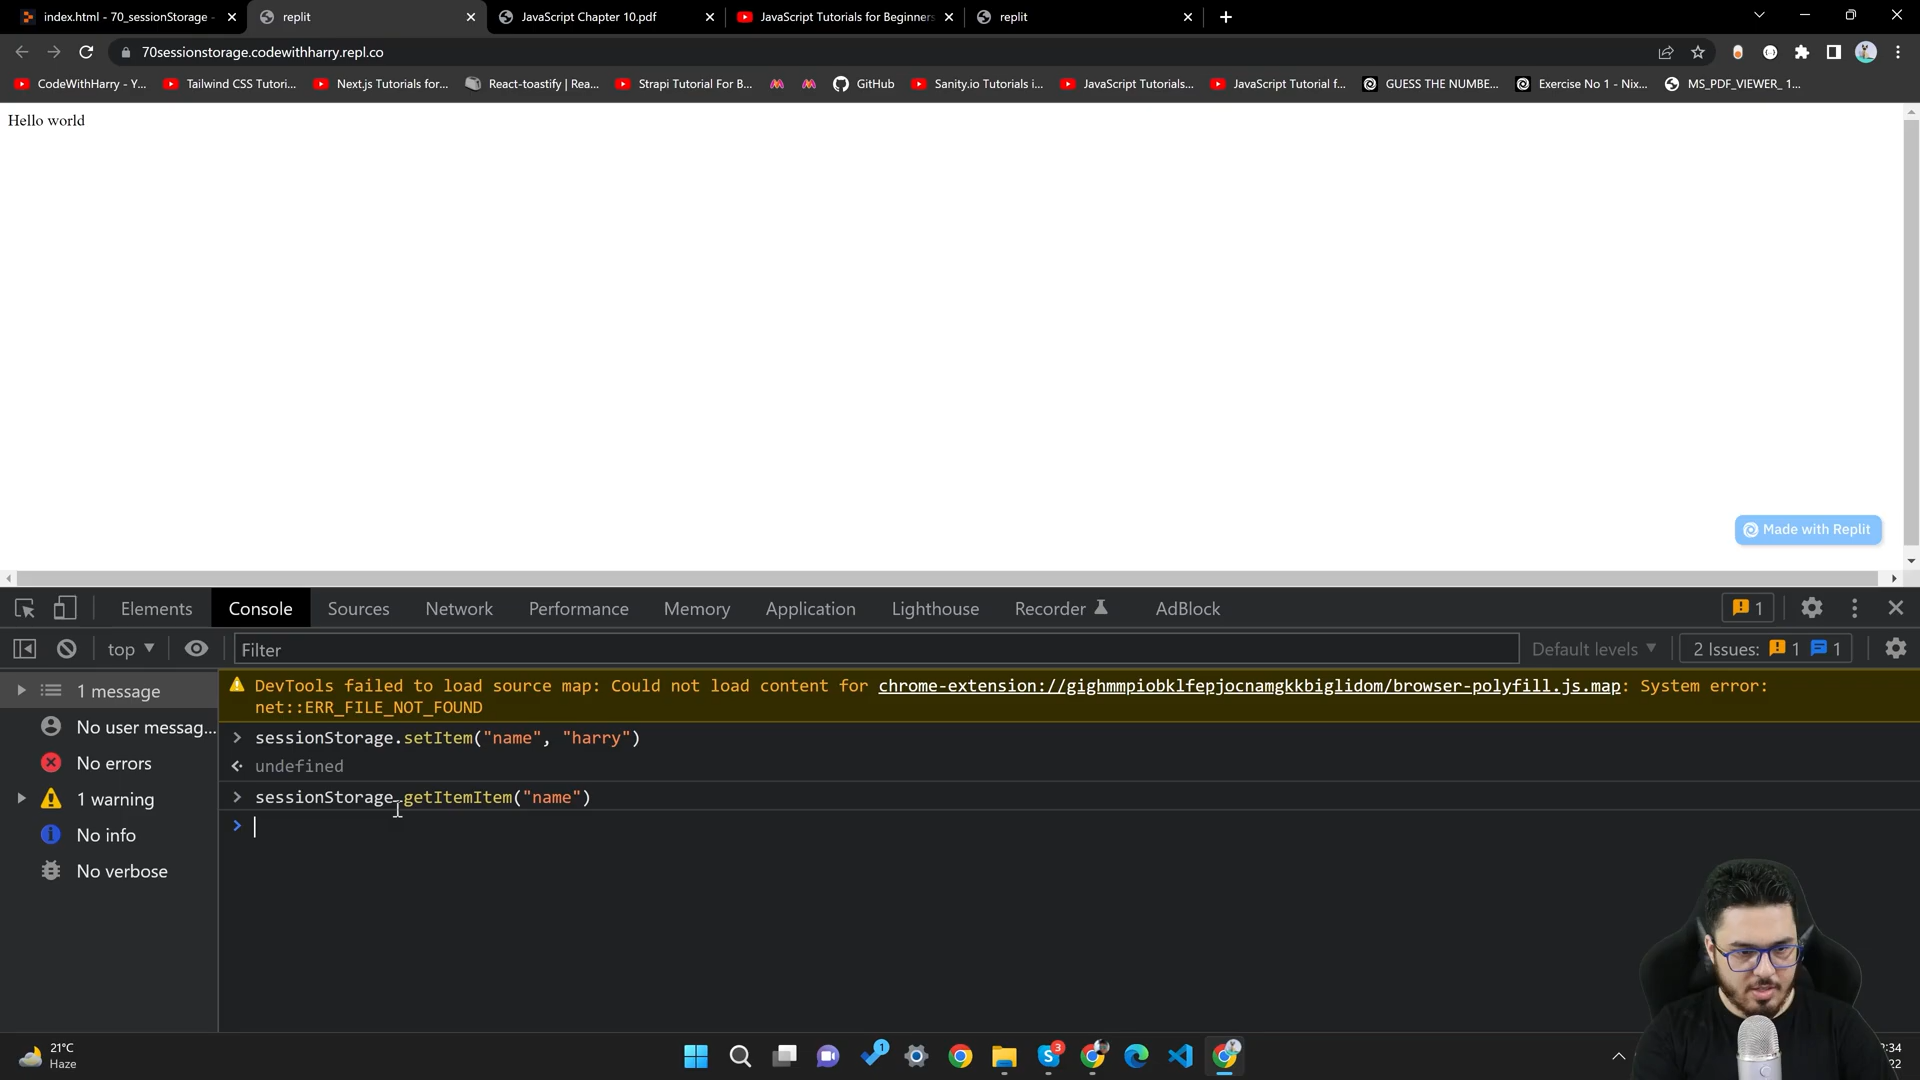 index.html - 70_sessionStorage -
replit
JavaScript Chapter 10.pdf
JavaScript Tutorials for Beginners
replit
70sessionstorage.codewithharry.repl.co
CodeWithHarry - Y...
Tailwind CSS Tutori...
Next.js Tutorials for...
React-toastify | Rea...
Strapi Tutorial For B...
GitHub
Sanity.io Tutorials i...
JavaScript Tutorials...
JavaScript Tutorial f...
GUESS THE NUMBE...
Exercise No 1 - Nix...
MS_PDF_VIEWER_ 1...
Hello world
Made with Replit
Elements
Console
Sources
Network
Performance
Memory
Application
Lighthouse
Recorder
AdBlock
1
top
Filter
Default levels
2 Issues: 1 1
1 message
No user messag...
No errors
1 warning
No info
No verbose
DevTools failed to load source map: Could not load content for chrome-extension://gighmmpiobklfepjocnamgkkbiglidom/browser-polyfill.js.map: System error:
net::ERR_FILE_NOT_FOUND
> sessionStorage.setItem("name", "harry")
undefined
> sessionStorage.getItemItem("name")
>
21°C
Haze
1
3
:34
22